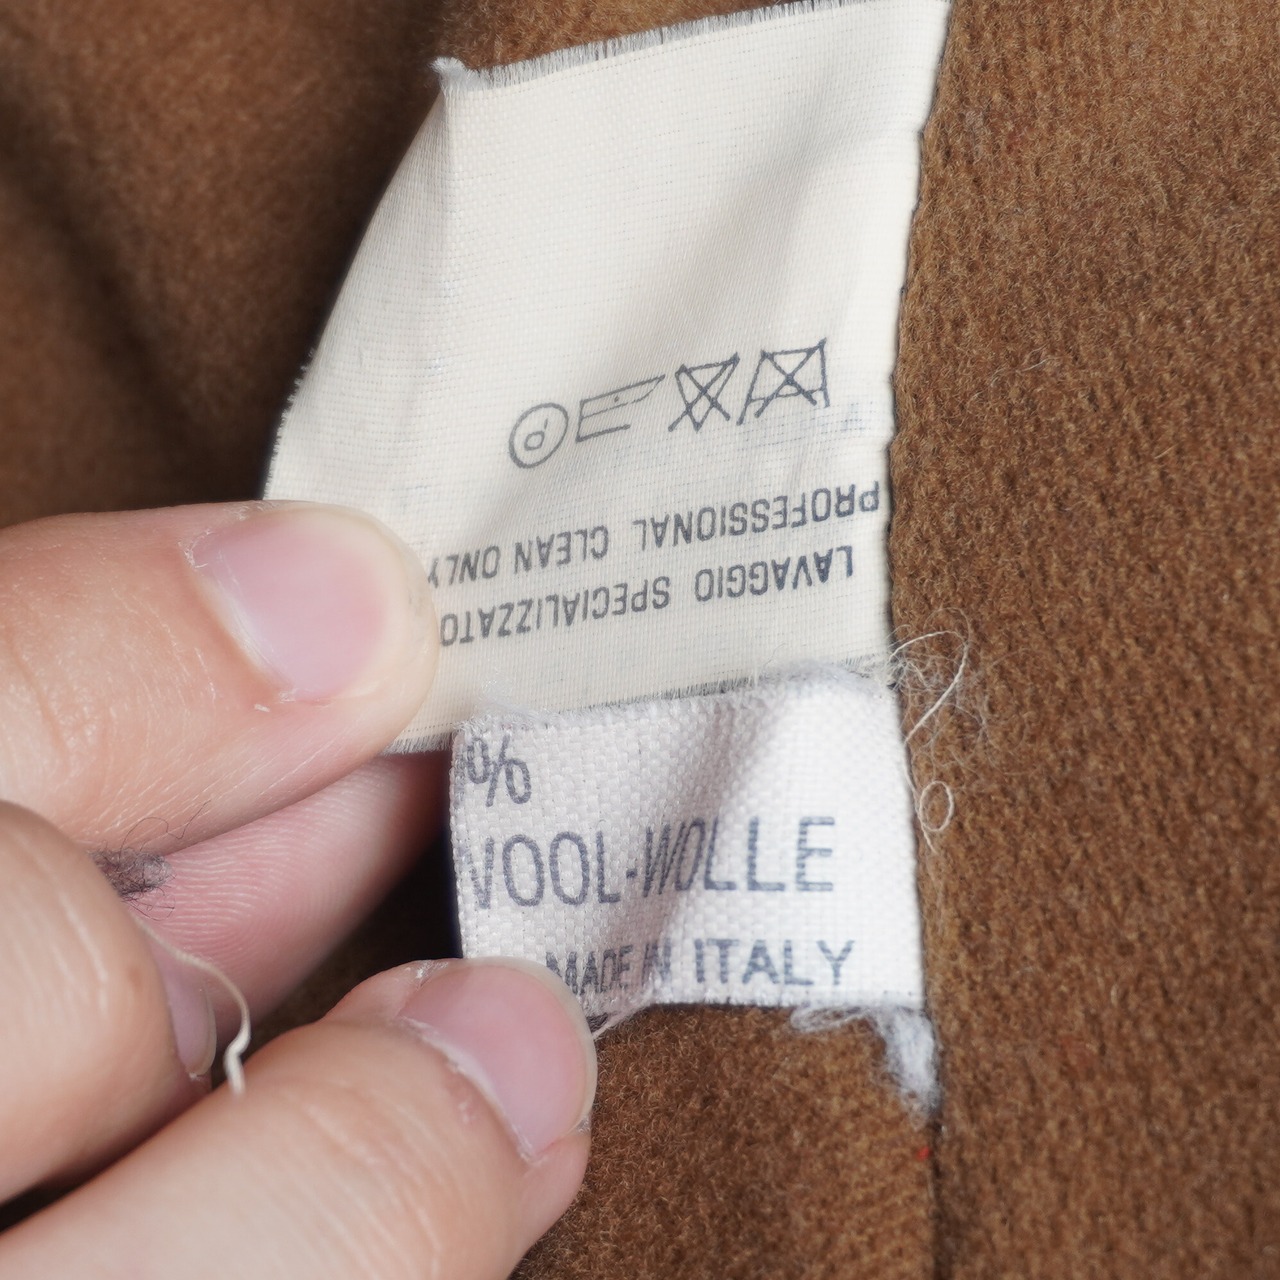 LAVAGGIO SPECIALIZZATO
PROFESSIONAL CLEAN ONLY
%
WOOL-WOLLE
MADE IN ITALY